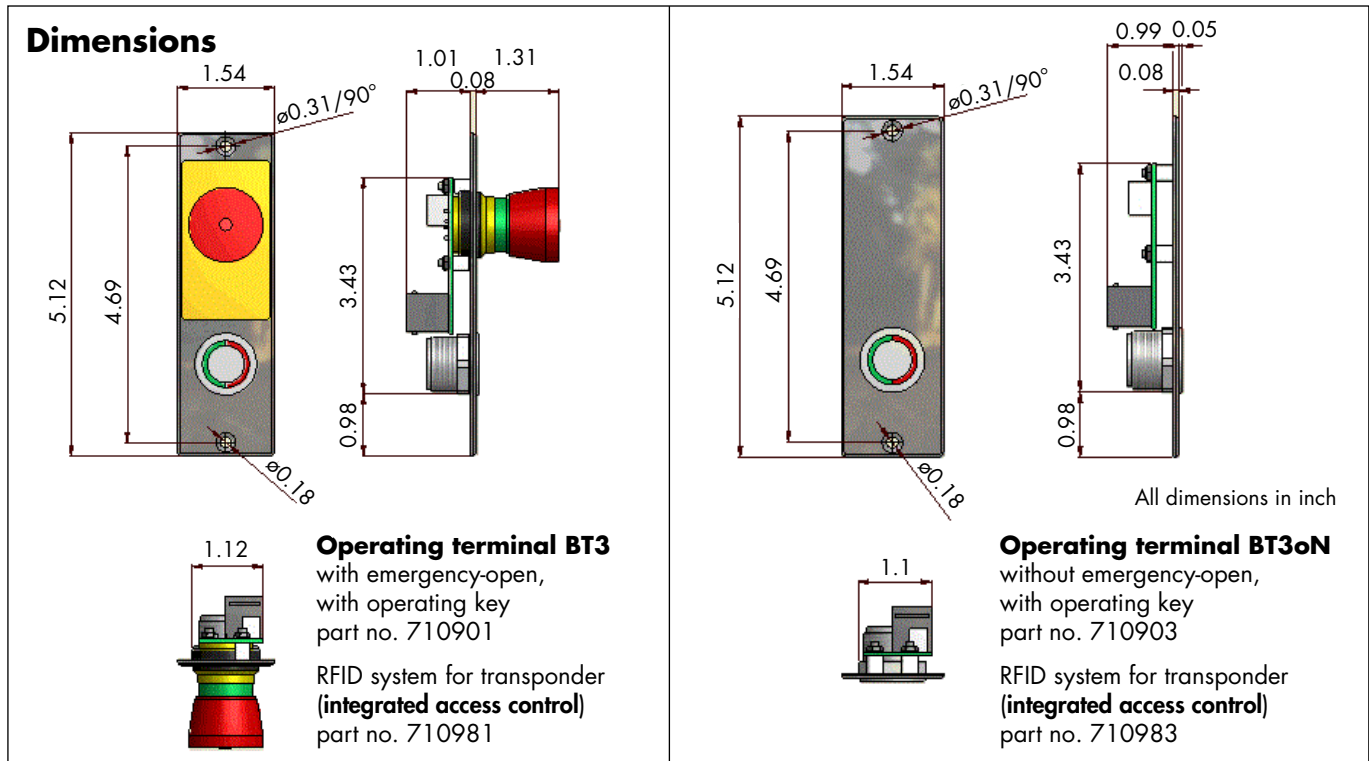 Dimensions
1.54
1.01
0.08
1.31
ø0.31/90°
5.12
4.69
3.43
0.98
ø0.18
1.12
Operating terminal BT3
with emergency-open,
with operating key
part no. 710901
RFID system for transponder
(integrated access control)
part no. 710981
1.54
0.99
0.05
0.08
ø0.31/90°
5.12
4.69
3.43
0.98
ø0.18
All dimensions in inch
1.1
Operating terminal BT3oN
without emergency-open,
with operating key
part no. 710903
RFID system for transponder
(integrated access control)
part no. 710983